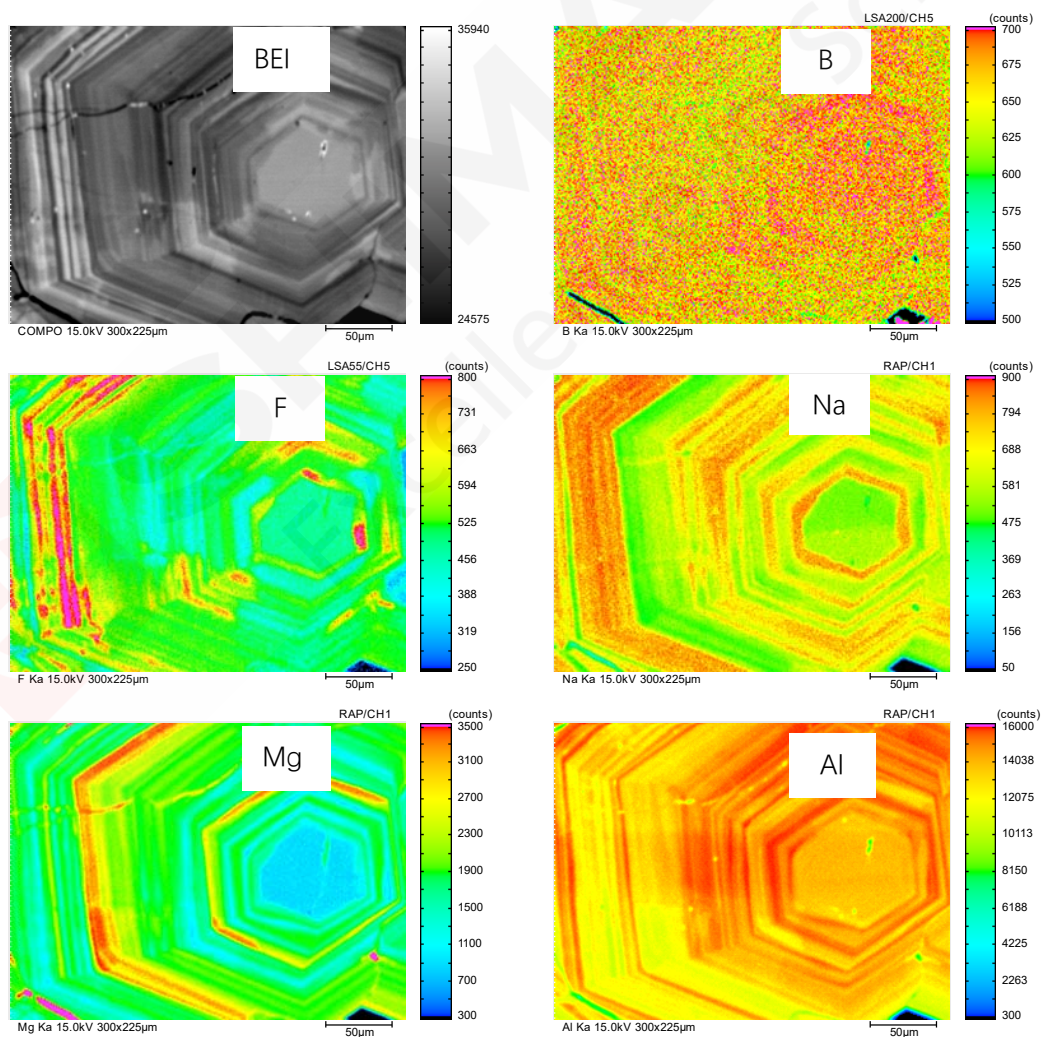 LSA200/CH5 (counts)
BEI
35940
24575
COMPO 15.0kV 300x225µm
50µm
B
700
675
650
625
600
575
550
525
500
B Ka 15.0kV 300x225µm
50µm
LSA55/CH5 (counts)
F
800
731
663
594
525
456
388
319
250
F Ka 15.0kV 300x225µm
50µm
RAP/CH1 (counts)
Na
900
794
688
581
475
369
263
156
50
Na Ka 15.0kV 300x225µm
50µm
RAP/CH1 (counts)
Mg
3500
3100
2700
2300
1900
1500
1100
700
300
Mg Ka 15.0kV 300x225µm
50µm
RAP/CH1 (counts)
Al
16000
14038
12075
10113
8150
6188
4225
2263
300
Al Ka 15.0kV 300x225µm
50µm